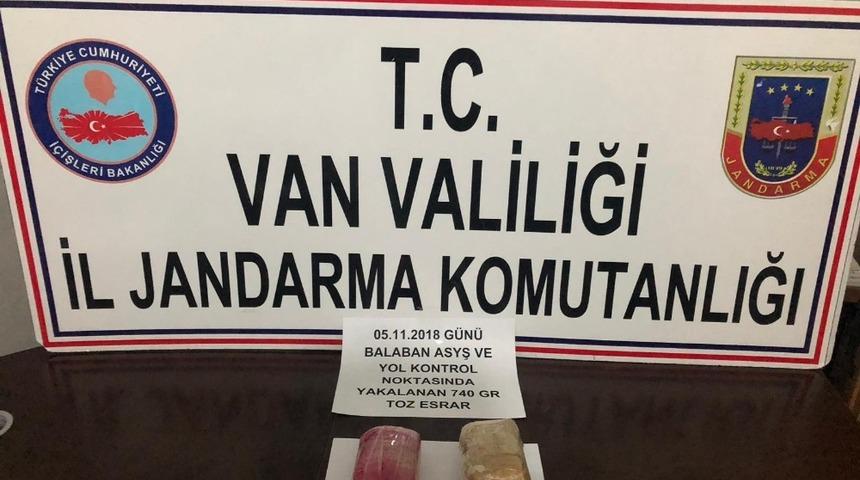 TÜRKİYE CUMHURİYETİ
İÇİŞLERİ BAKANLIĞI
T.C.
VAN VALİLİĞİ
İL JANDARMA KOMUTANLIĞI
JANDARMA
05.11.2018 GÜNÜ
BALABAN ASYŞ VE
YOL KONTROL
NOKTASINDA
YAKALANAN 740 GR
TOZ ESRAR